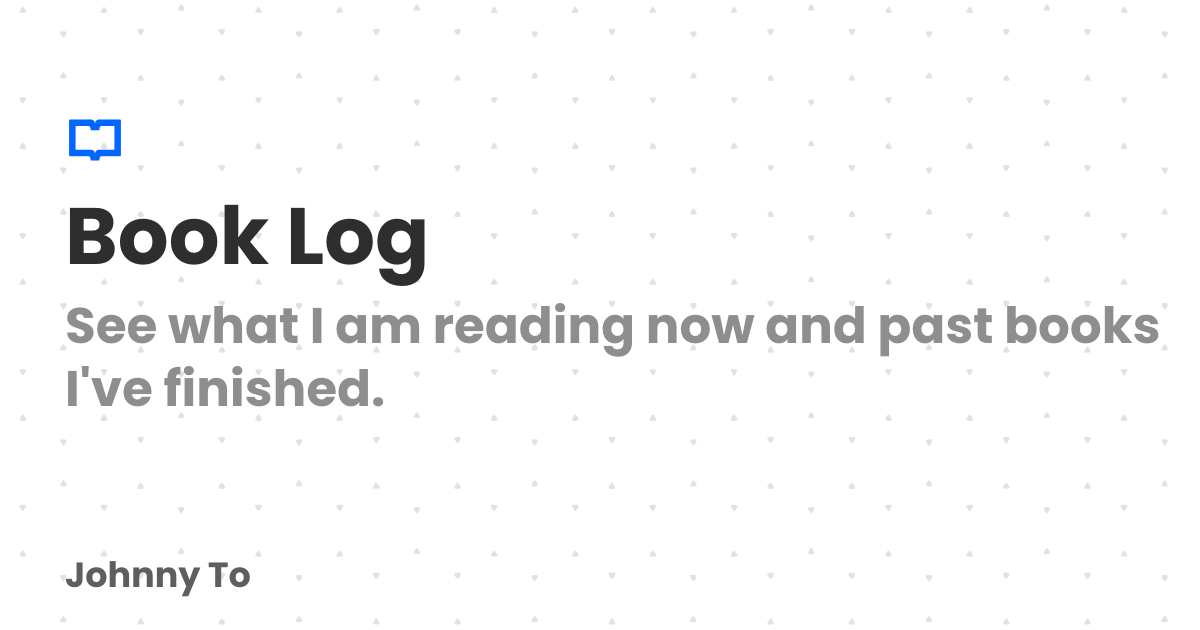 Book Log
See what I am reading now and past books
I've finished.
Johnny To